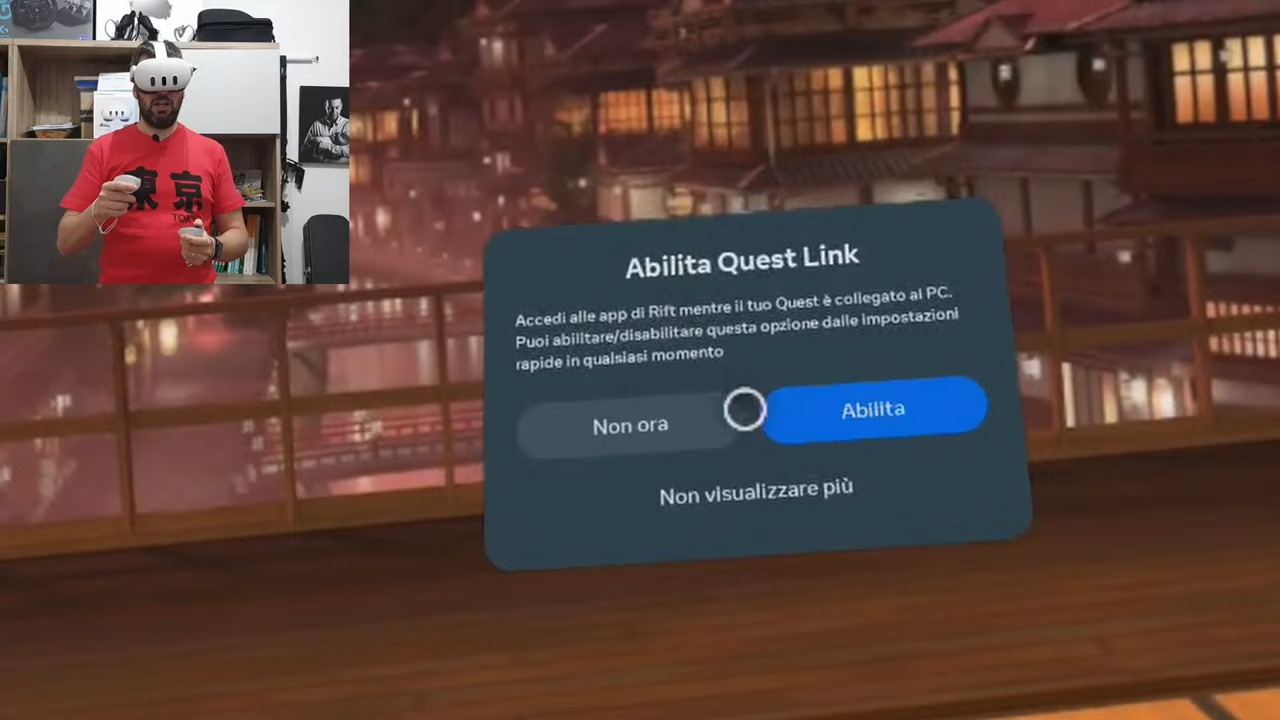 東京
TOKY
Abilita Quest Link
Accedi alle app di Rift mentre il tuo Quest è collegato al PC.
Puoi abilitare/disabilitare questa opzione dalle impostazioni
rapide in qualsiasi momento
Non ora
Abilita
Non visualizzare più